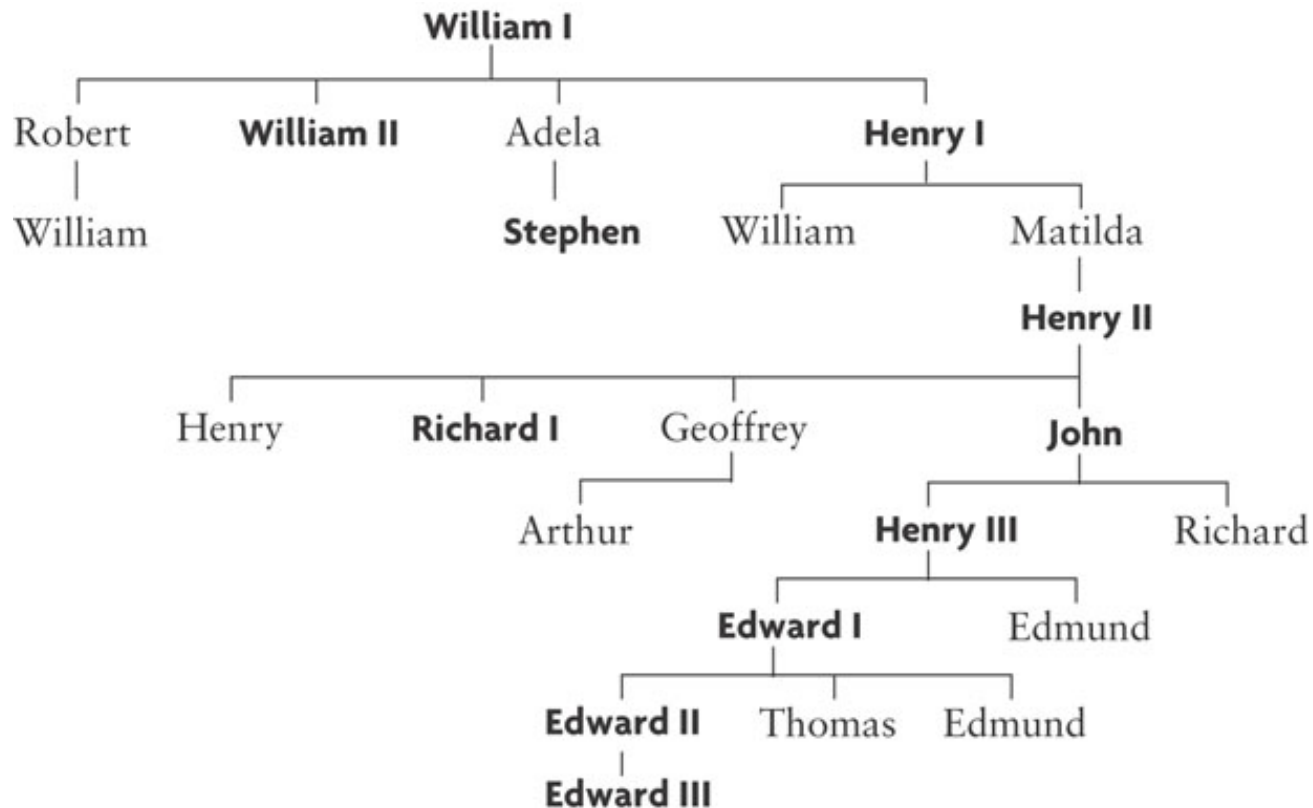 William I
Robert William II Adela Henry I
William Stephen William Matilda
Henry II
Henry Richard I Geoffrey John
Arthur Henry III Richard
Edward I Edmund
Edward II Thomas Edmund
Edward III